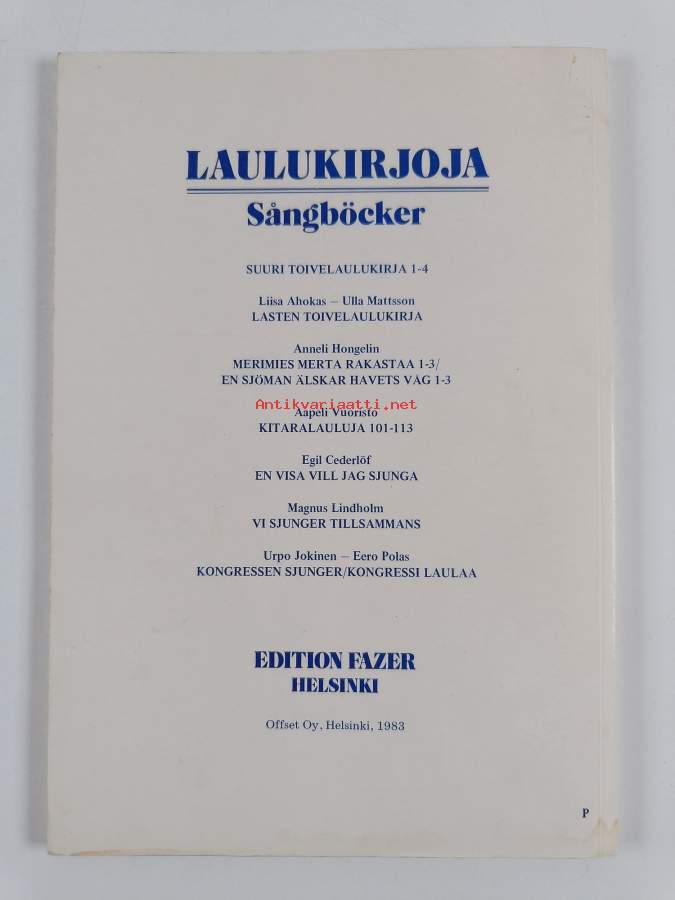 LAULUKIRJOJA
Sångböcker
SUURI TOIVELAULUKIRJA 1-4
Liisa Ahokas – Ulla Mattsson
LASTEN TOIVELAULUKIRJA
Anneli Hongelin
MERIMIES MERTA RAKASTAA 1-3/
EN SJÖMAN ÄLSKAR HAVETS VÅG 1-3
Antikvariaatti.net
Aapeli Vuoristo
KITARALAULUJA 101-113
Egil Cederlöf
EN VISA VILL JAG SJUNGA
Magnus Lindholm
VI SJUNGER TILLSAMMANS
Urpo Jokinen – Eero Polas
KONGRESSEN SJUNGER/KONGRESSI LAULAA
EDITION FAZER
HELSINKI
Offset Oy, Helsinki, 1983
P